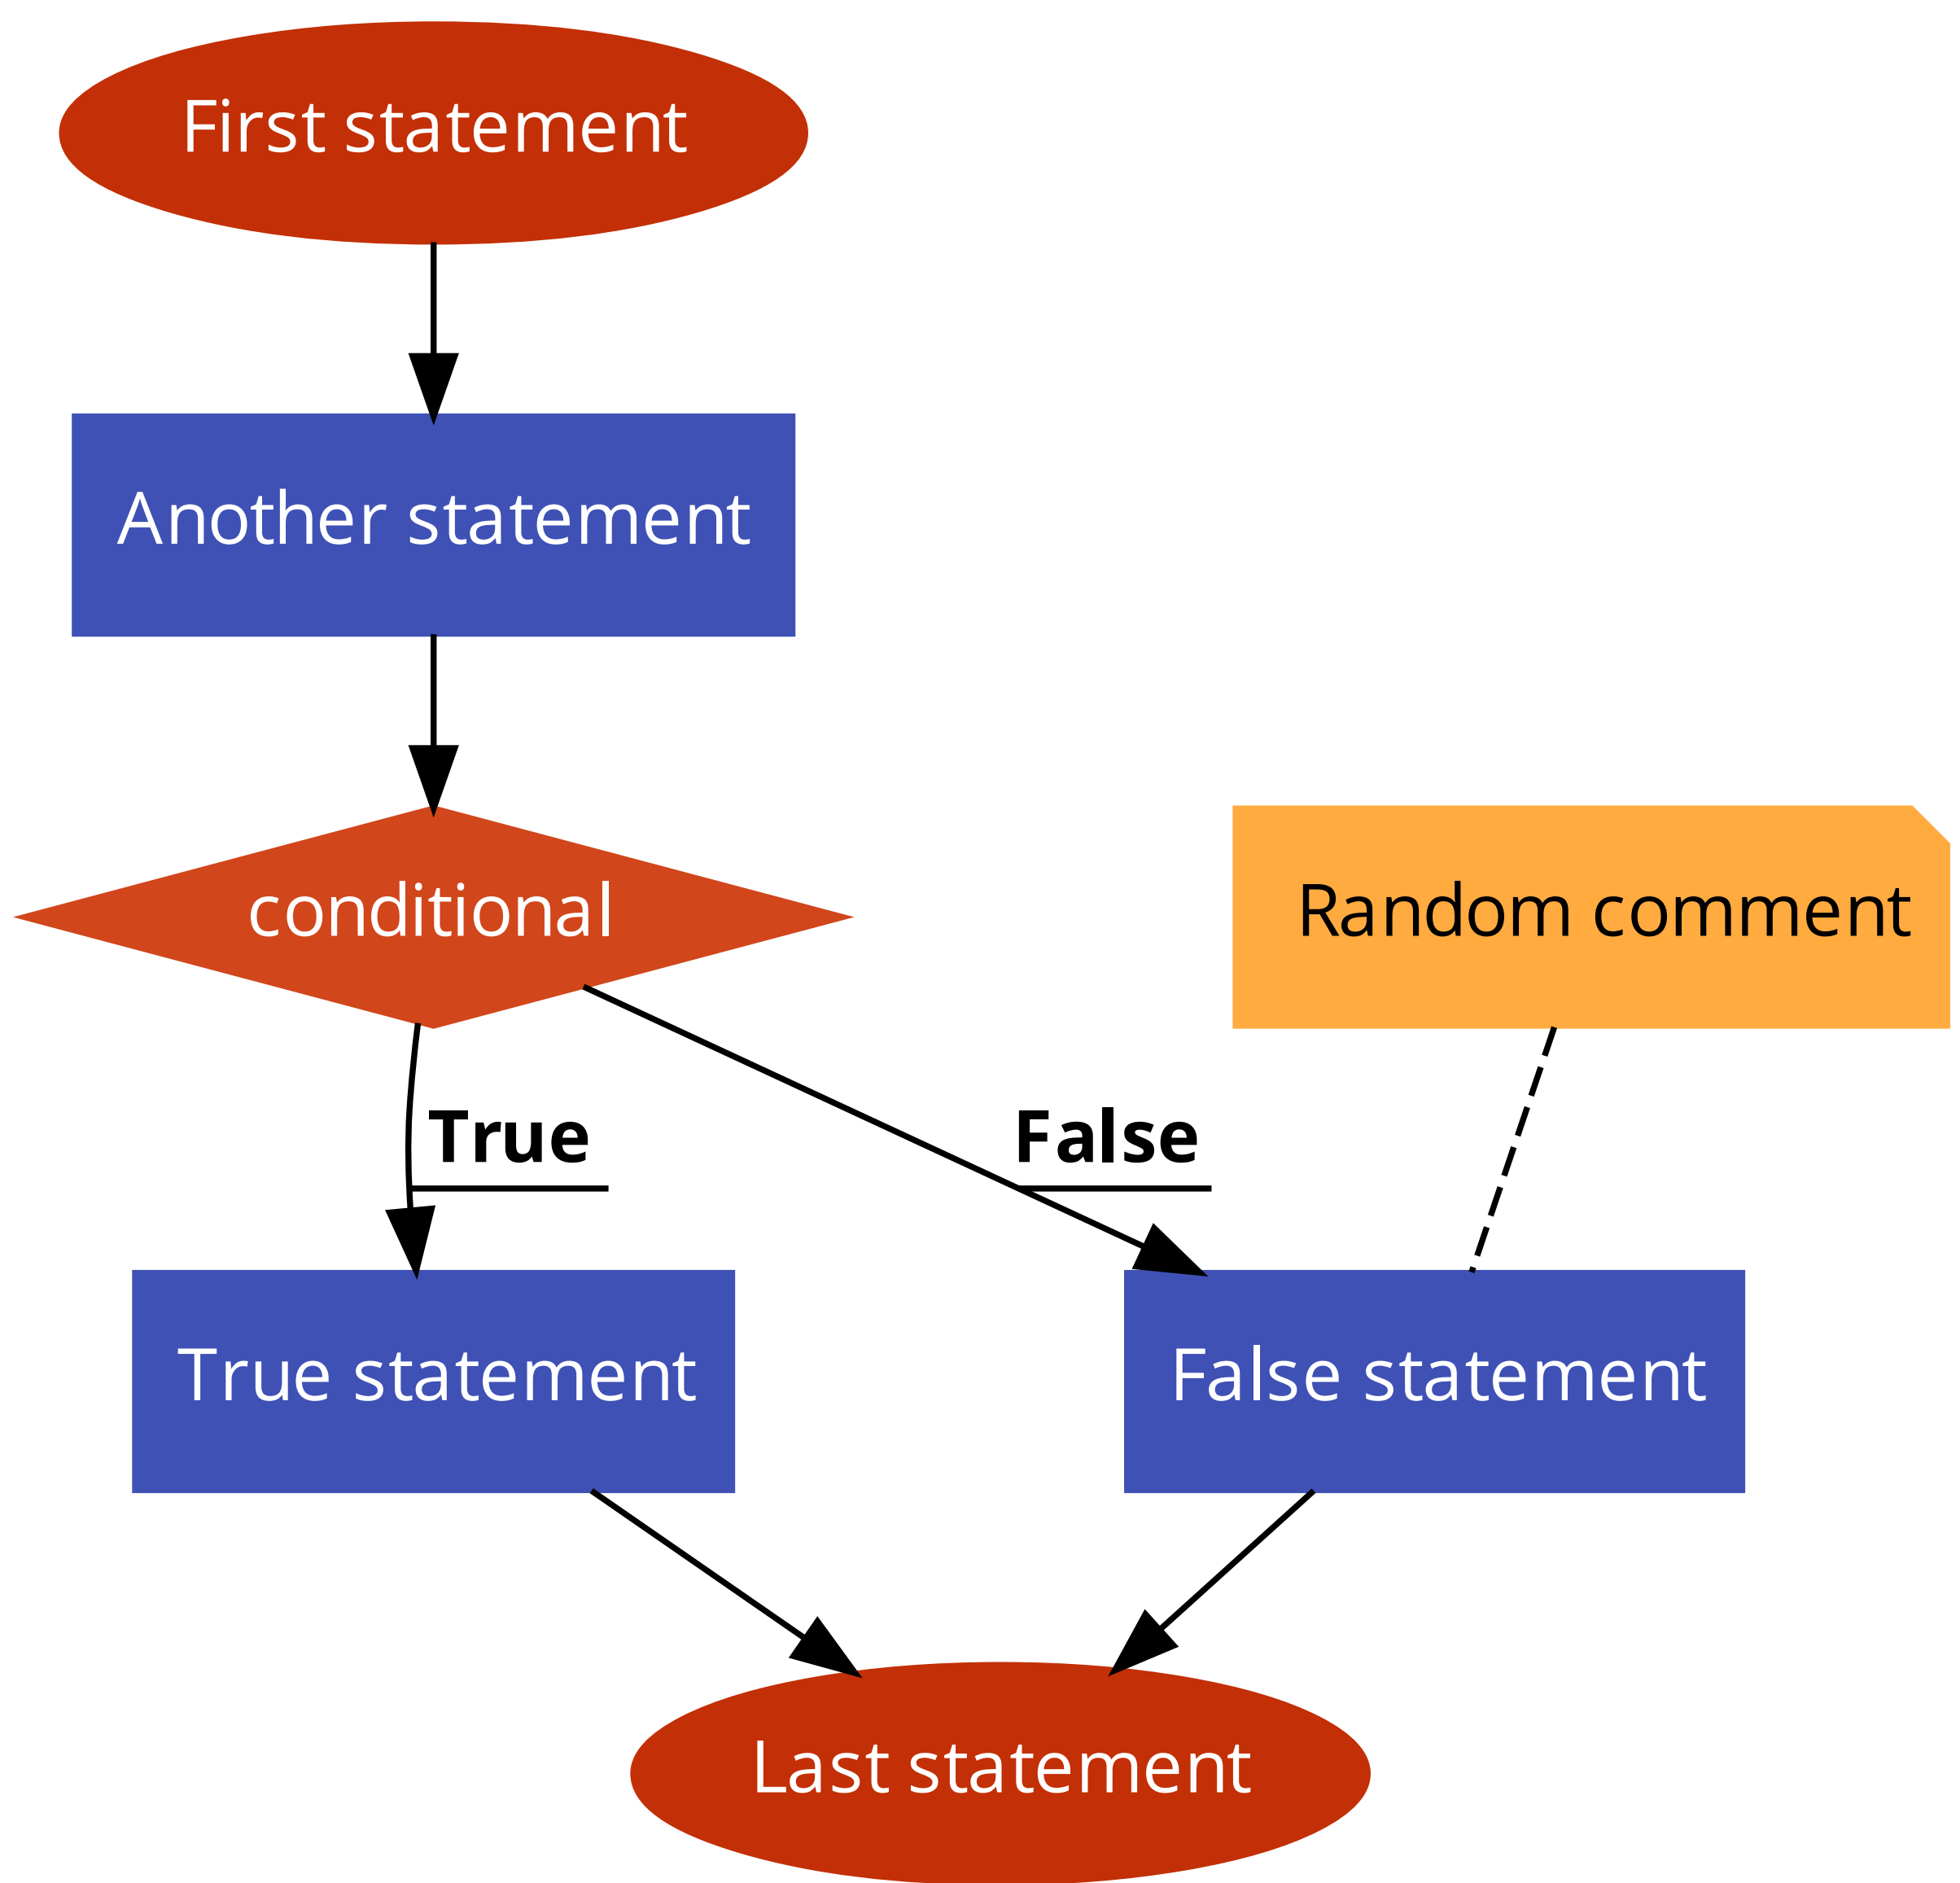 First statement
Another statement
conditional
Random comment
True
False
True statement
False statement
Last statement